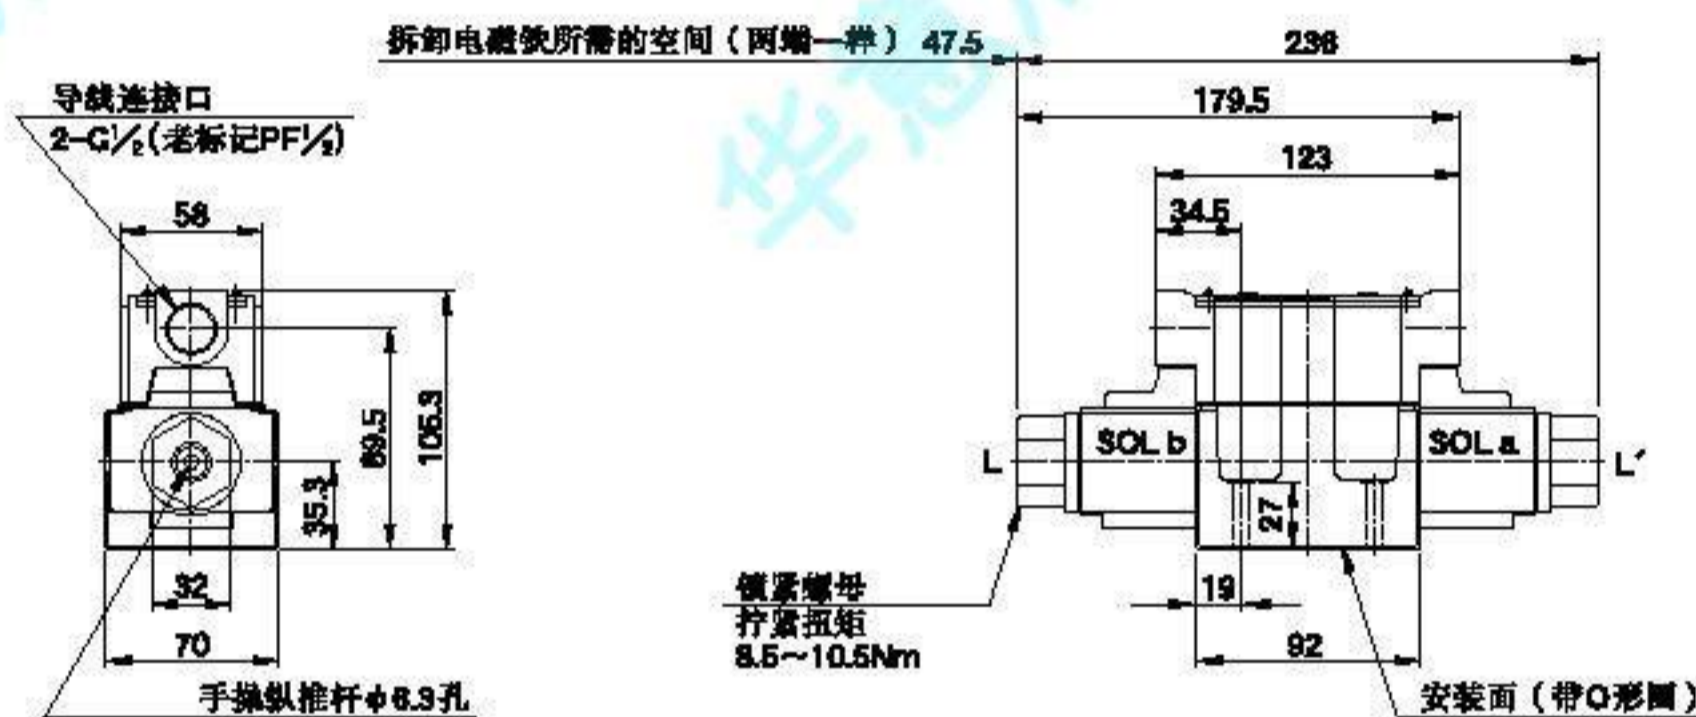 拆卸电磁铁所需的空间（两端一样） 47.5
236
179.5
123
34.5
导线连接口
2-G1/2(老标记PF1/2)
58
89.5
106.3
35.3
32
70
手操纵推杆φ6.3孔
L
SOL b
SOL a
L'
27
19
92
锁紧螺母
拧紧扭矩
8.5～10.5Nm
安装面（带O形圈）
华意